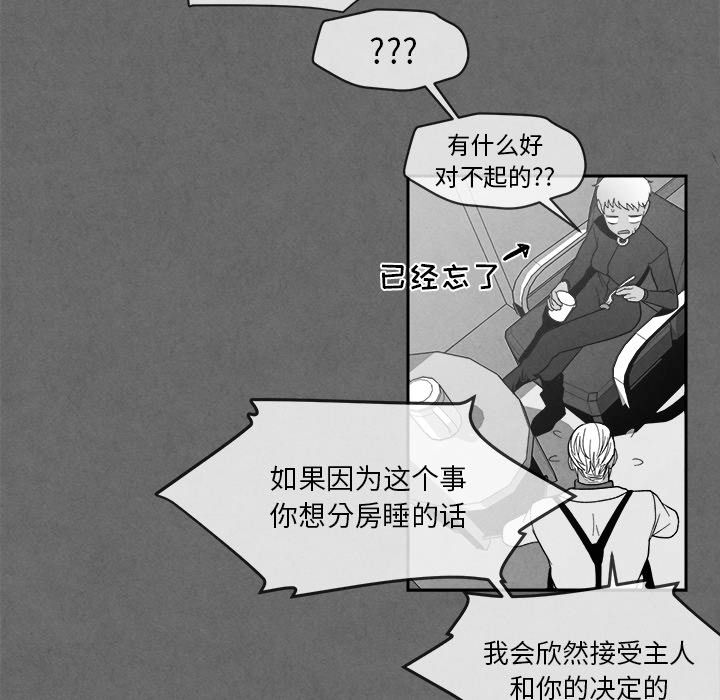 ???
有什么好
对不起的??
已经忘了
如果因为这个事
你想分房睡的话
我会欣然接受主人
和你的决定的